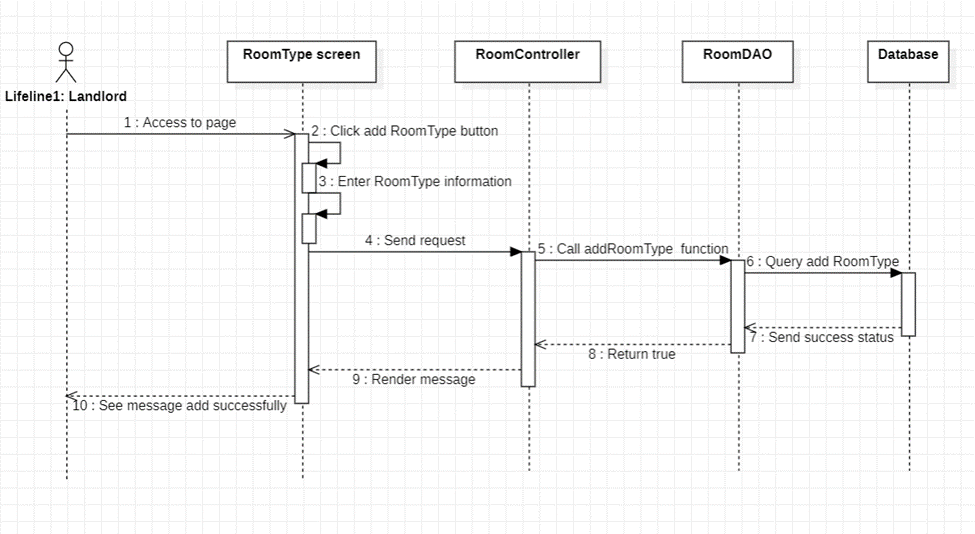 RoomType screen
RoomController
RoomDAO
Database
Lifeline1: Landlord
1 : Access to page
2 : Click add RoomType button
3 : Enter RoomType information
4 : Send request
5 : Call addRoomType  function
6 : Query add RoomType
7 : Send success status
8 : Return true
9 : Render message
10 : See message add successfully